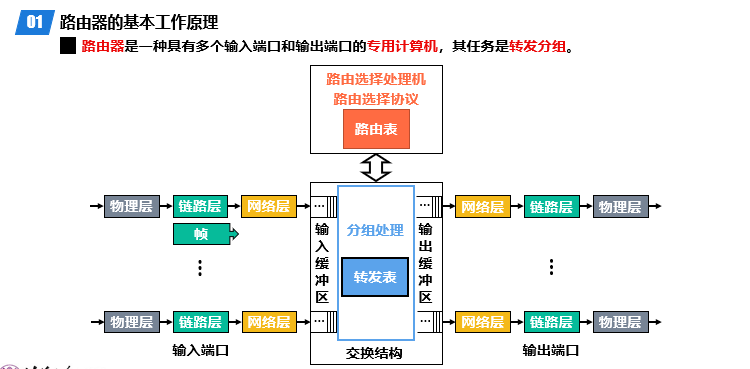 01 路由器的基本工作原理
路由器是一种具有多个输入端口和输出端口的专用计算机，其任务是转发分组。
路由选择处理机
路由选择协议
路由表
物理层 链路层 网络层 … … 网络层 链路层 物理层
帧
输入缓冲区
分组处理
转发表
输出缓冲区
⋮ ⋮
物理层 链路层 网络层 … … 网络层 链路层 物理层
输入端口 交换结构 输出端口